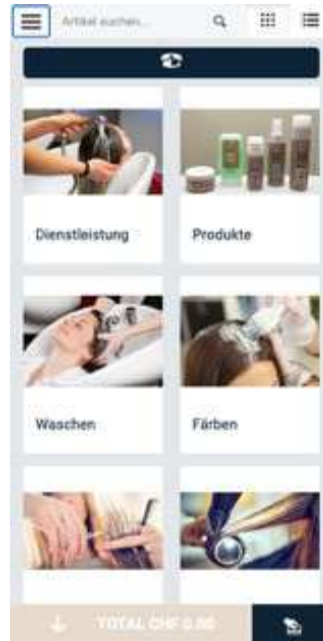 Artikel suchen...
Dienstleistung
Produkte
Waschen
Färben
TOTAL CHF 0.00